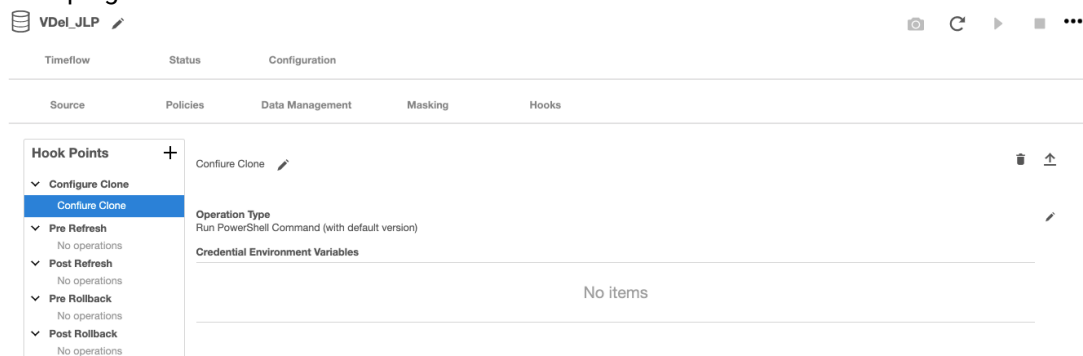 VDel_JLP
Timeflow Status Configuration
Source Policies Data Management Masking Hooks
Hook Points
Configure Clone
Confiure Clone
Pre Refresh
No operations
Post Refresh
No operations
Pre Rollback
No operations
Post Rollback
No operations
Confiure Clone
Operation Type
Run PowerShell Command (with default version)
Credential Environment Variables
No items